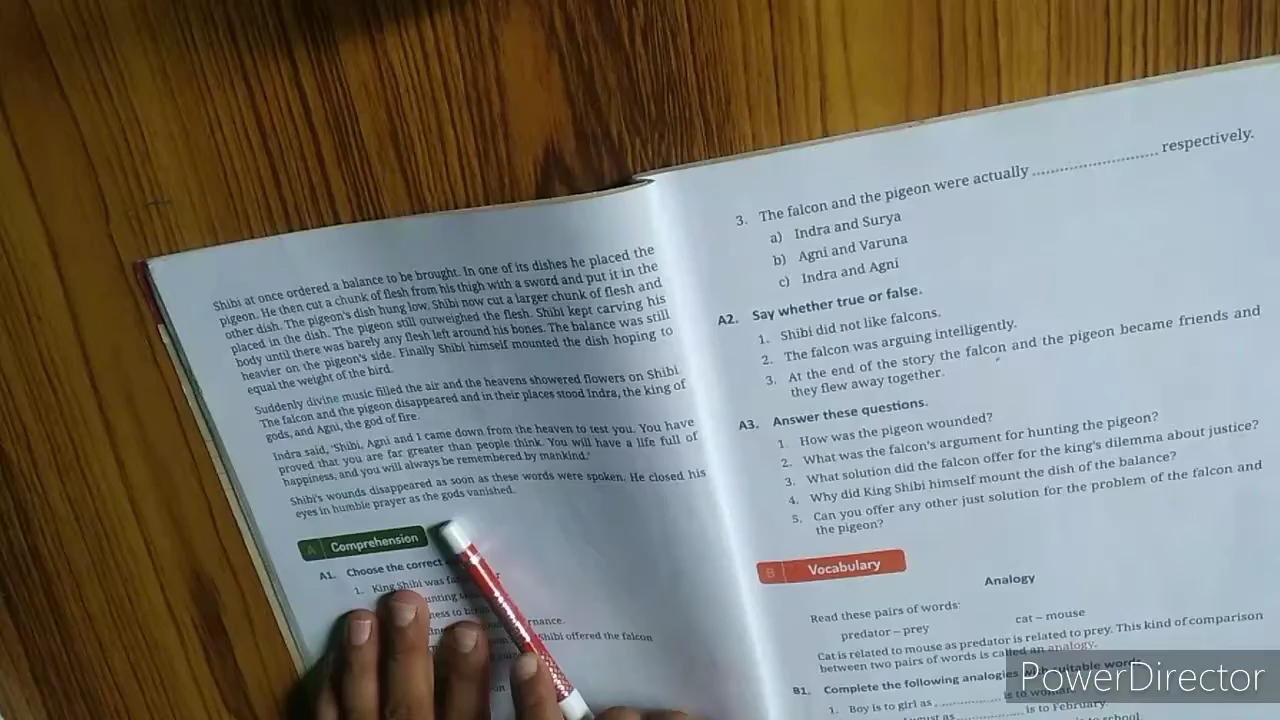 Shibi at once ordered a balance to be brought. In one of its dishes he placed the
pigeon. He then cut a chunk of flesh from his thigh with a sword and put it in the
other dish. The pigeon's dish hung low. Shibi now cut a larger chunk of flesh and
placed in the dish. The pigeon still outweighed the flesh. Shibi kept carving his
body until there was barely any flesh left around his bones. The balance was still
heavier on the pigeon's side. Finally Shibi himself mounted the dish hoping to
equal the weight of the bird.
Suddenly divine music filled the air and the heavens showered flowers on Shibi.
The falcon and the pigeon disappeared and in their places stood Indra, the king of
gods, and Agni, the god of fire.
Indra said, 'Shibi, Agni and I came down from the heaven to test you. You have
proved that you are far greater than people think. You will have a life full of
happiness, and you will always be remembered by mankind.'
Shibi's wounds disappeared as soon as these words were spoken. He closed his
eyes in humble prayer as the gods vanished.
A Comprehension
A1. Choose the correct
1. King Shibi was
Shibi offered the falcon
3. The falcon and the pigeon were actually .......................... respectively.
a) Indra and Surya
b) Agni and Varuna
c) Indra and Agni
A2. Say whether true or false.
1. Shibi did not like falcons.
2. The falcon was arguing intelligently.
3. At the end of the story the falcon and the pigeon became friends and
they flew away together.
A3. Answer these questions.
1. How was the pigeon wounded?
2. What was the falcon's argument for hunting the pigeon?
3. What solution did the falcon offer for the king's dilemma about justice?
4. Why did King Shibi himself mount the dish of the balance?
5. Can you offer any other just solution for the problem of the falcon and
the pigeon?
B Vocabulary
Analogy
Read these pairs of words:
predator – prey cat – mouse
Cat is related to mouse as predator is related to prey. This kind of comparison
between two pairs of words is called an analogy.
B1. Complete the following analogies with suitable words.
1. Boy is to girl as .................. is to woman.
as .................. is to February.
to school.
PowerDirector